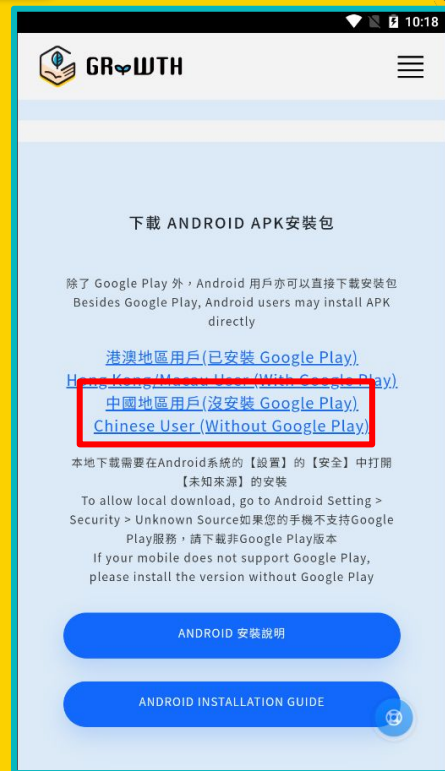 10:18
GROWTH
下載 ANDROID APK安裝包
除了 Google Play 外，Android 用戶亦可以直接下載安裝包
Besides Google Play, Android users may install APK
directly
港澳地區用戶(已安裝 Google Play)
Hong Kong/Macau User (With Google Play)
中國地區用戶(沒安裝 Google Play)
Chinese User (Without Google Play)
本地下載需要在Android系統的【設置】的【安全】中打開
【未知來源】的安裝
To allow local download, go to Android Setting >
Security > Unknown Source如果您的手機不支持Google
Play服務，請下載非Google Play版本
If your mobile does not support Google Play,
please install the version without Google Play
ANDROID 安裝說明
ANDROID INSTALLATION GUIDE